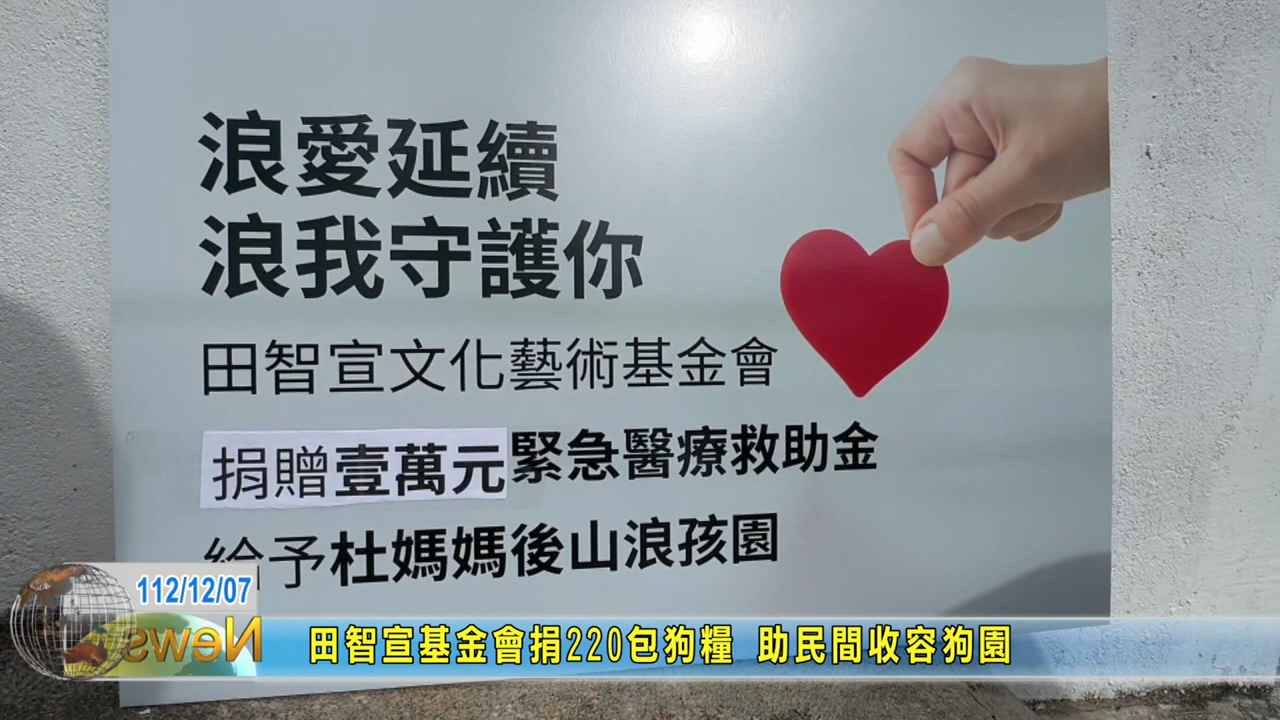 浪愛延續
浪我守護你
田智宣文化藝術基金會
捐贈壹萬元緊急醫療救助金
給予杜媽媽後山浪孩園
112/12/07
News
田智宣基金會捐220包狗糧 助民間收容狗園